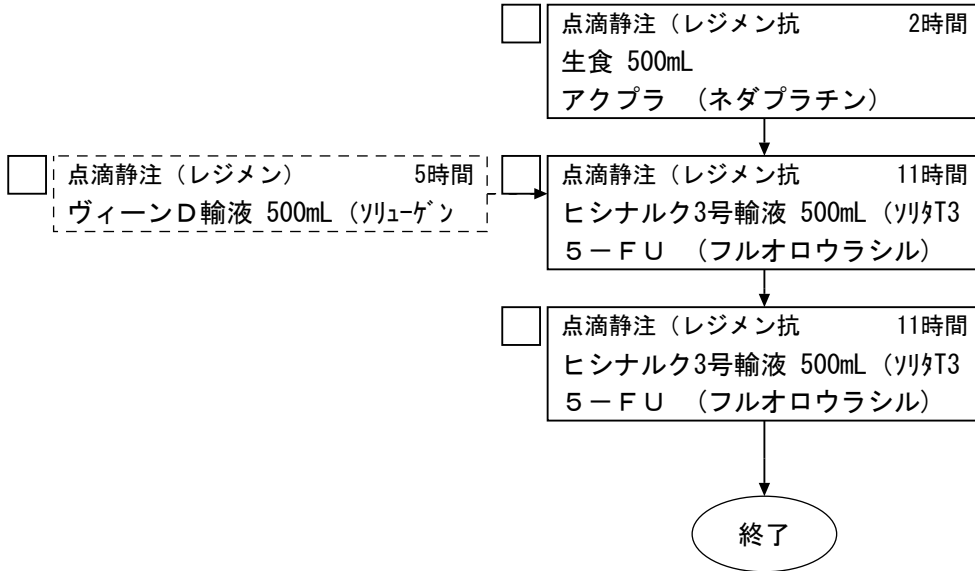 点滴静注（レジメン抗 2時間
生食 500mL
アクプラ （ネダプラチン）
点滴静注（レジメン） 5時間
ヴィーンＤ輸液 500mL（ｿﾘｭｰｹﾞﾝ
点滴静注（レジメン抗 11時間
ヒシナルク3号輸液 500mL（ｿﾘﾀT3
５－ＦＵ （フルオロウラシル）
点滴静注（レジメン抗 11時間
ヒシナルク3号輸液 500mL（ｿﾘﾀT3
５－ＦＵ （フルオロウラシル）
終了